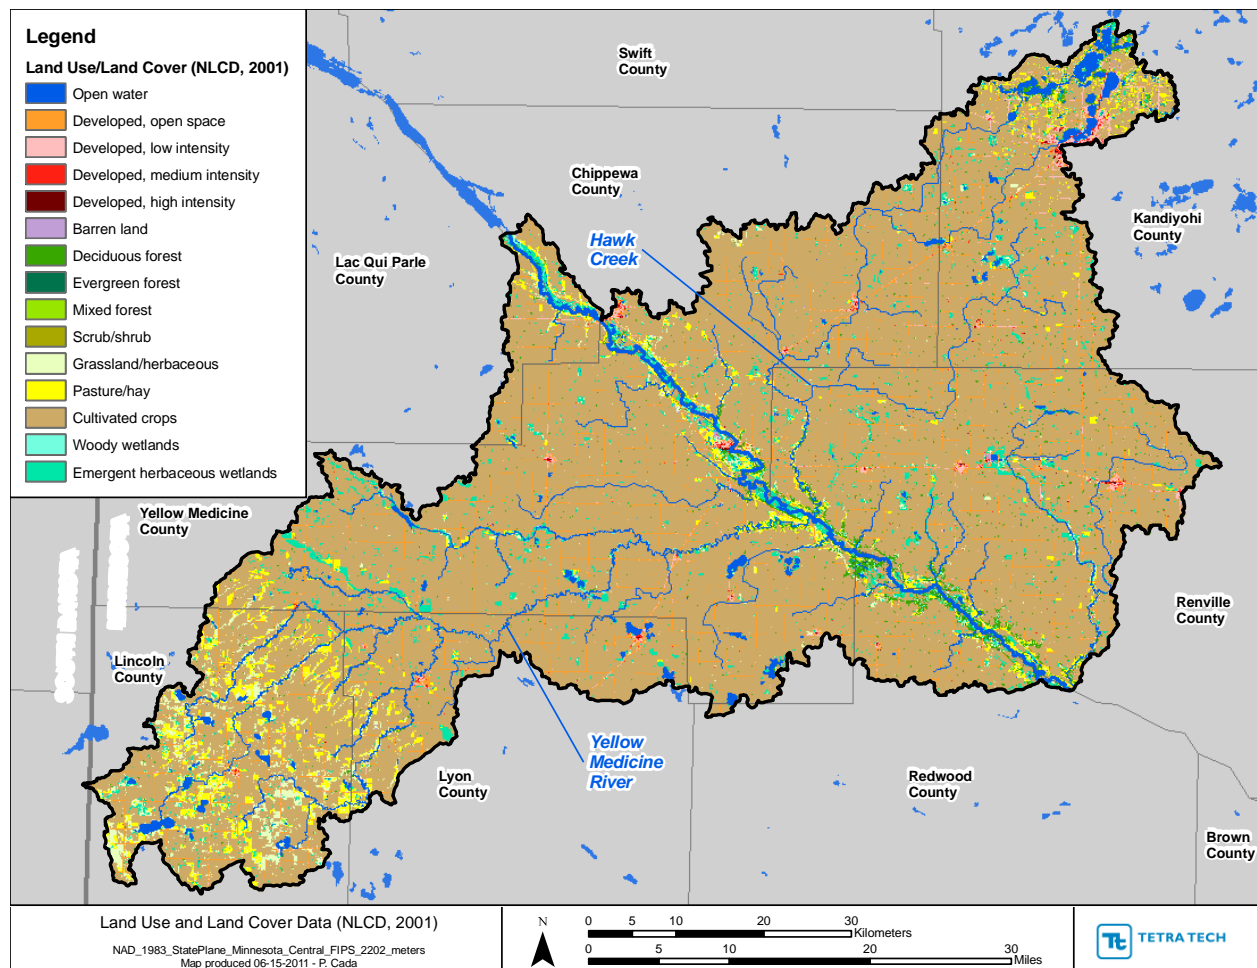 Legend
Land Use/Land Cover (NLCD, 2001)
Open water
Developed, open space
Developed, low intensity
Developed, medium intensity
Developed, high intensity
Barren land
Deciduous forest
Evergreen forest
Mixed forest
Scrub/shrub
Grassland/herbaceous
Pasture/hay
Cultivated crops
Woody wetlands
Emergent herbaceous wetlands
Swift
County
Chippewa
County
Kandiyohi
County
Hawk
Creek
Lac Qui Parle
County
Yellow Medicine
County
Renville
County
Lincoln
County
Yellow
Medicine
River
Lyon
County
Redwood
County
Brown
County
Land Use and Land Cover Data (NLCD, 2001)
NAD_1983_StatePlane_Minnesota_Central_FIPS_2202_meters
Map produced 06-15-2011 - P. Cada
N
0 5 10 20 30
Kilometers
0 5 10 20 30
Miles
Tt TETRA TECH